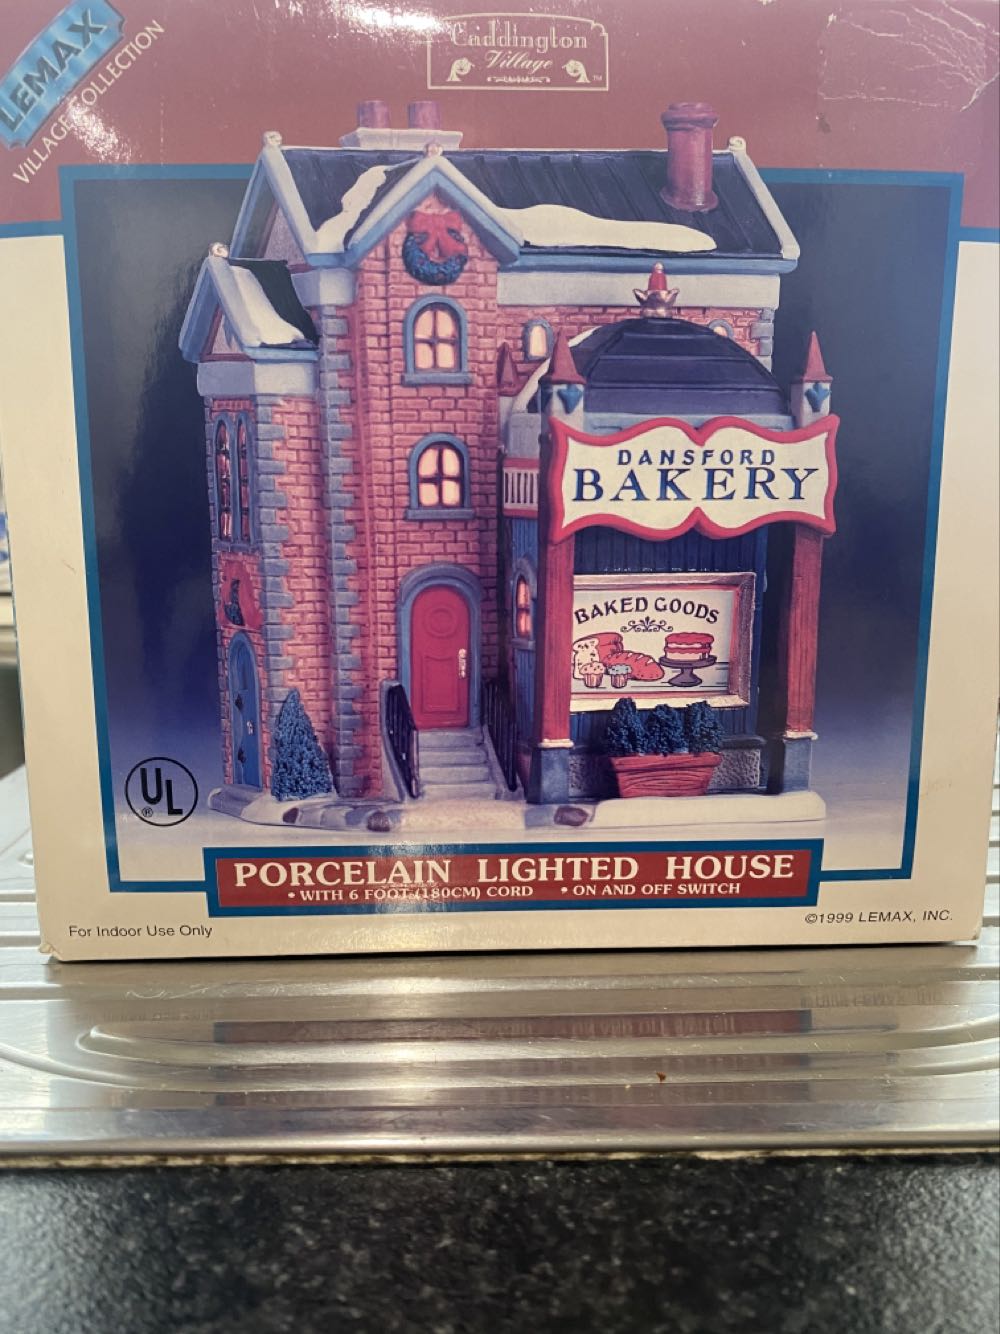 LEMAX
VILLAGE COLLECTION
Caddington
Village
TM
DANSFORD
BAKERY
BAKED GOODS
UL
®
PORCELAIN LIGHTED HOUSE
• WITH 6 FOOT (180CM) CORD • ON AND OFF SWITCH
For Indoor Use Only
©1999 LEMAX, INC.